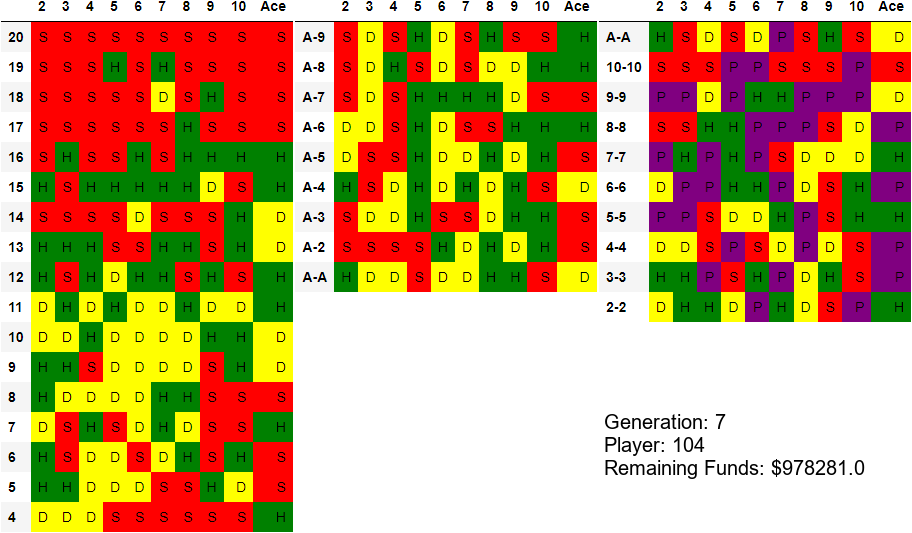 2 3 4 5 6 7 8 9 10 Ace
20 S S S S S S S S S S
19 S S S H S H S S S S
18 S S S S S D S H S S
17 S S S S S S H S S S
16 S H S S H S H H H H
15 H S H H H H H D S H
14 S S S S D S S S H D
13 H H H S S H H S H D
12 H S H D H H S H S H
11 D H D H D D H D D H
10 D D H D D D D H H D
9 H H S D D D D S H D
8 H D D D D H H S S S
7 D S H S D H D S S H
6 H S D D S D H S H S
5 H H D D D S S H D S
4 D D D S S S S S S H
2 3 4 5 6 7 8 9 10 Ace
A-9 S D S H D S H S S H
A-8 S D H S D S D D H H
A-7 S D S H H H H D S S
A-6 D D S H D S S H H H
A-5 D S S H D D H D H S
A-4 H S D H D H D H S D
A-3 S D D H S S D H H S
A-2 S S S S H D H D H S
A-A H D D S D D H H S D
2 3 4 5 6 7 8 9 10 Ace
A-A H S D S D P S H S D
10-10 S S S P P S S S P S
9-9 P P D P H H P P P D
8-8 S S H H P P P S D P
7-7 P H P H P S D D D H
6-6 D P P H H P D S H P
5-5 P P S D D H P S H H
4-4 D D S P S D P D S P
3-3 H H P S H P D H S P
2-2 D H H D P H D S P H
Generation: 7
Player: 104
Remaining Funds: $978281.0